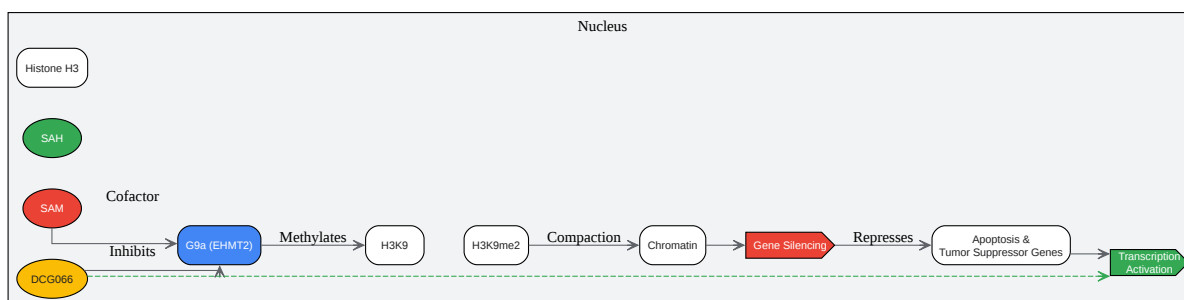 Nucleus
Histone H3
SAH
SAM
Cofactor
Inhibits
G9a (EHMT2)
Methylates
H3K9
H3K9me2
Compaction
Chromatin
Gene Silencing
Represses
Apoptosis &
Tumor Suppressor Genes
DCG066
Transcription
Activation